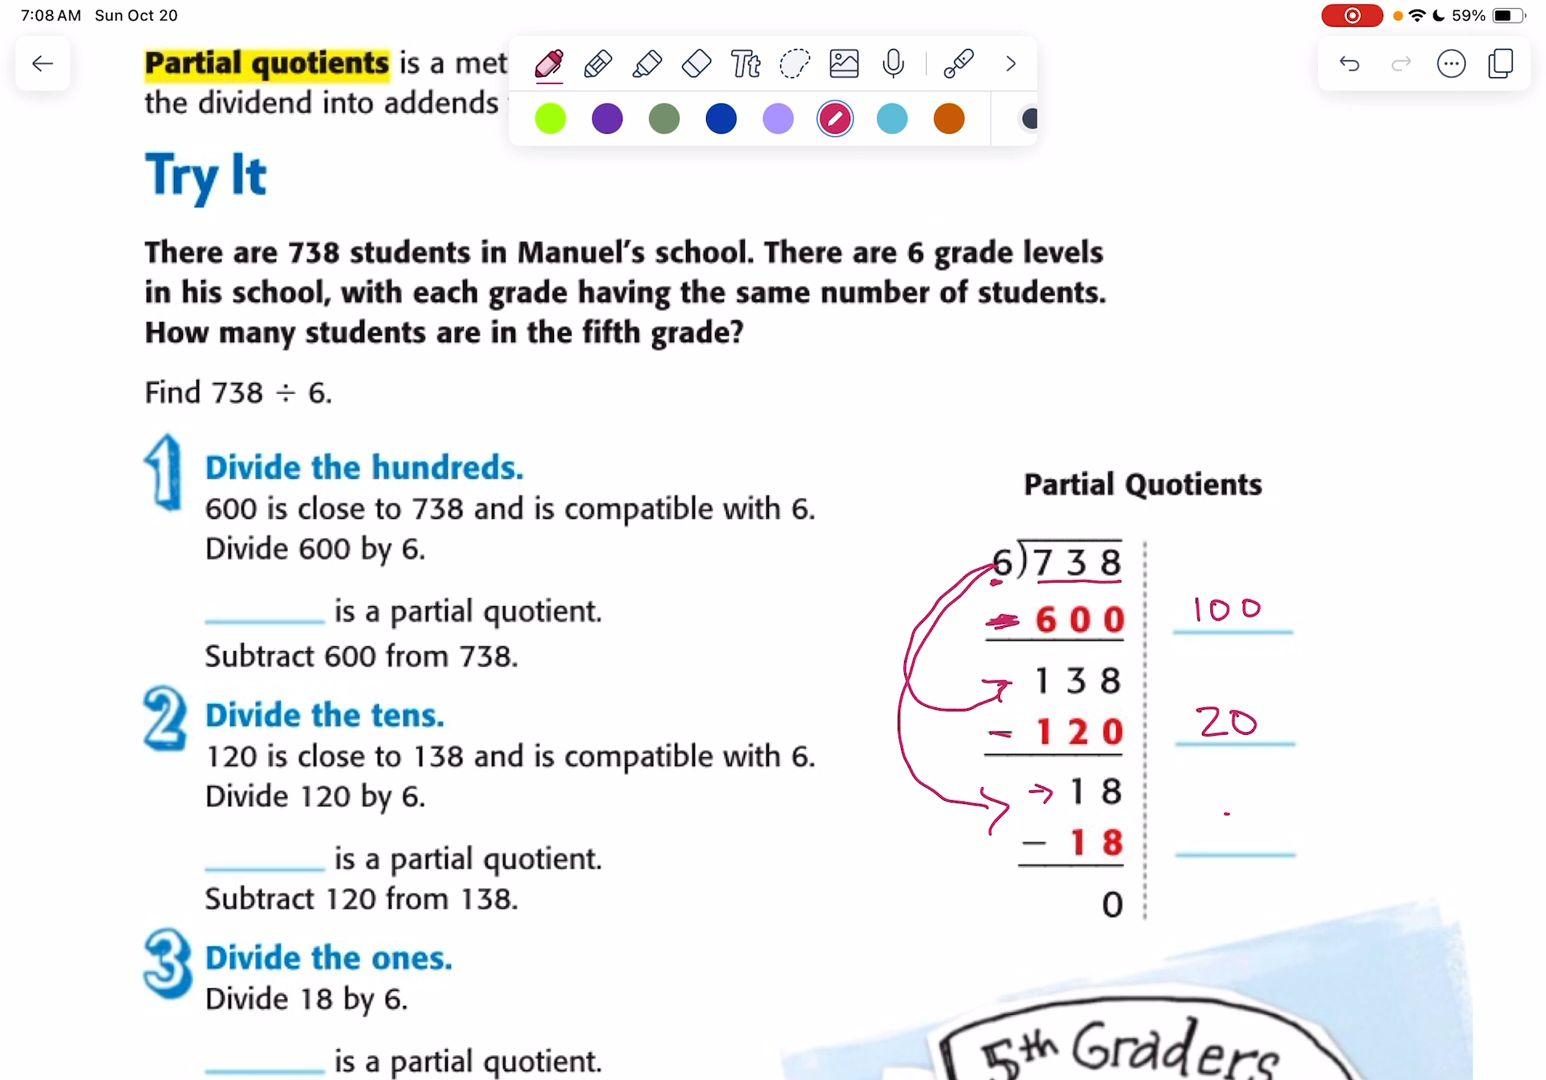 7:08 AM Sun Oct 20
59%
Partial quotients is a met
the dividend into addends
Tt
Try It
There are 738 students in Manuel's school. There are 6 grade levels
in his school, with each grade having the same number of students.
How many students are in the fifth grade?
Find 738 ÷ 6.
1 Divide the hundreds.
600 is close to 738 and is compatible with 6.
Divide 600 by 6.
is a partial quotient.
Subtract 600 from 738.
2 Divide the tens.
120 is close to 138 and is compatible with 6.
Divide 120 by 6.
is a partial quotient.
Subtract 120 from 138.
3 Divide the ones.
Divide 18 by 6.
is a partial quotient.
Partial Quotients
6)738
- 600 100
138
- 120 20
→ 18
- 18
0
5th Graders